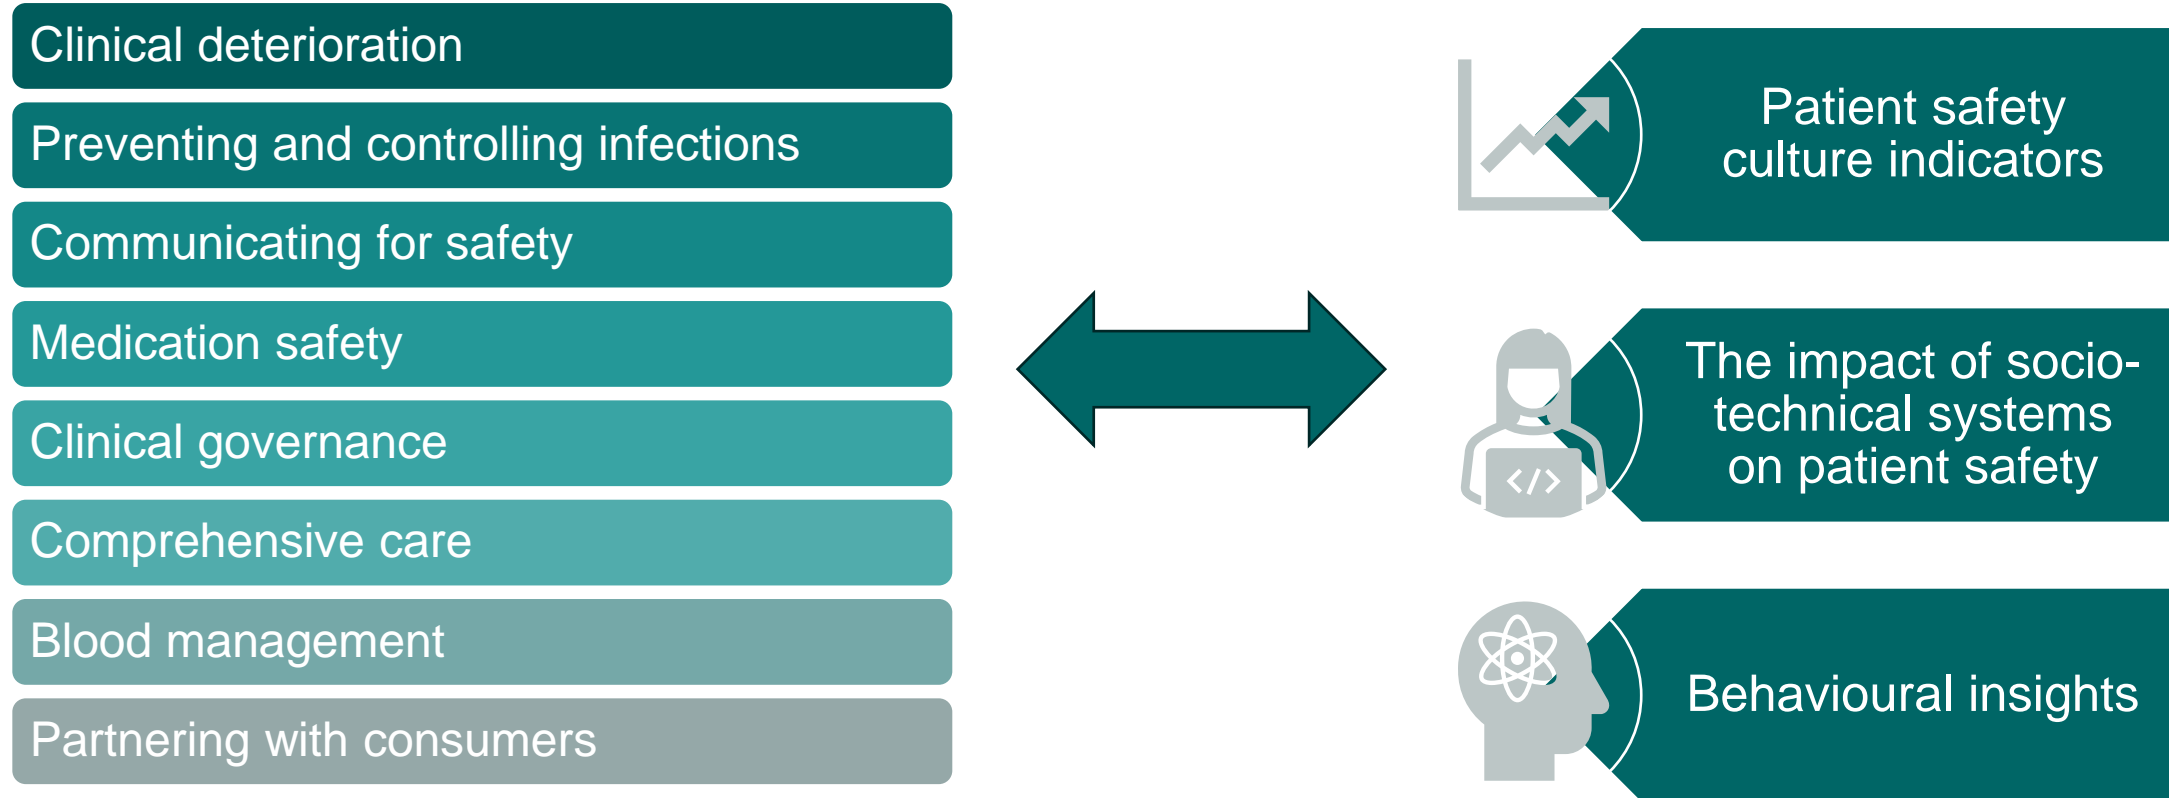 Clinical deterioration
Preventing and controlling infections
Communicating for safety
Medication safety
Clinical governance
Comprehensive care
Blood management
Partnering with consumers
Patient safety
culture indicators
The impact of socio-
technical systems
on patient safety
</>
Behavioural insights